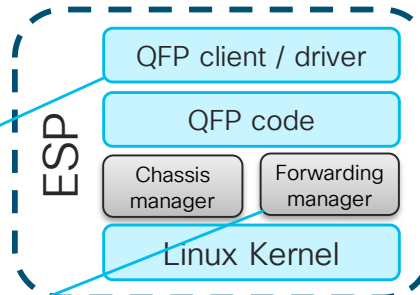 QFP client / driver
QFP code
ESP
Chassis
manager
Forwarding
manager
Linux Kernel